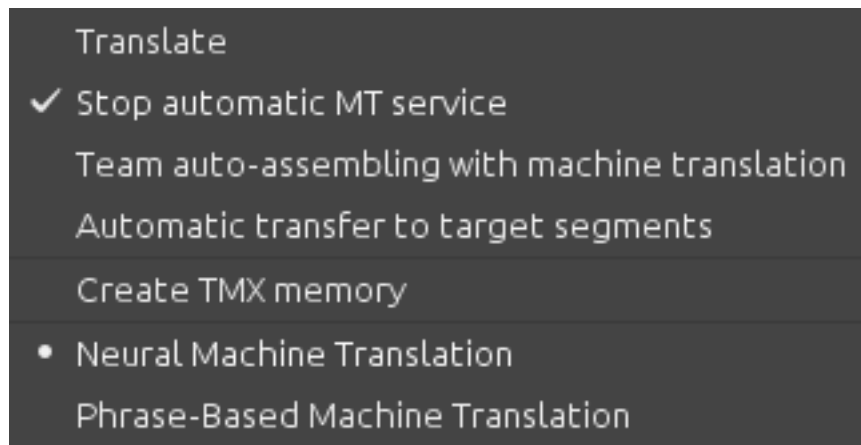 Translate
Stop automatic MT service
Team auto-assembling with machine translation
Automatic transfer to target segments
Create TMX memory
Neural Machine Translation
Phrase-Based Machine Translation